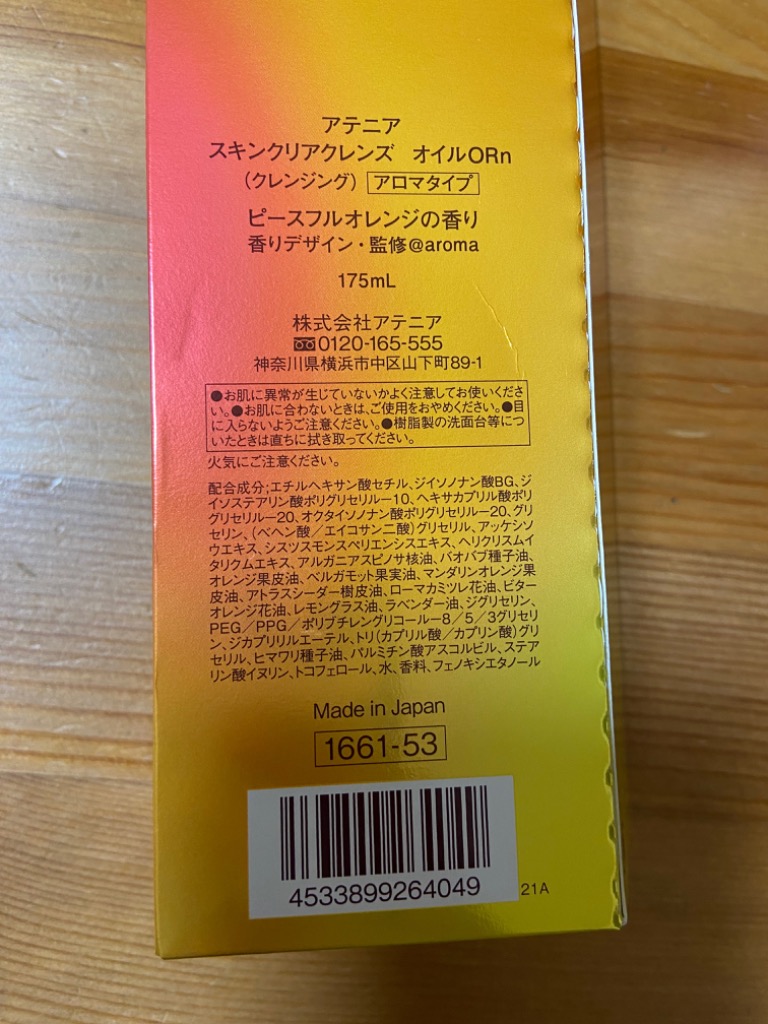 アテニア
スキンクリアクレンズ オイルORn
(クレンジング) アロマタイプ
ピースフルオレンジの香り
香りデザイン・監修@aroma
175mL
株式会社アテニア
0120-165-555
神奈川県横浜市中区山下町89-1
●お肌に異常が生じていないかよく注意してお使いくださ
い。●お肌に合わないときは、ご使用をおやめください。●目
に入らないようご注意ください。●樹脂製の洗面台等につ
いたときは直ちに拭き取ってください。
火気にご注意ください。
配合成分;エチルヘキサン酸セチル、ジイソノナン酸BG、ジ
イソステアリン酸ポリグリセリル－10、ヘキサカプリル酸ポリ
グリセリル－20、オクタイソノナン酸ポリグリセリル－20、グリ
セリン、(ベヘン酸／エイコサン二酸)グリセリル、アッケシソ
ウエキス、シスツスモンスペリエンシスエキス、ヘリクリスムイ
タリクムエキス、アルガニアスピノサ核油、バオバブ種子油、
オレンジ果皮油、ベルガモット果実油、マンダリンオレンジ果
皮油、アトラスシーダー樹皮油、ローマカミツレ花油、ビター
オレンジ花油、レモングラス油、ラベンダー油、ジグリセリン、
PEG／PPG／ポリブチレングリコール－8／5／3グリセリ
ン、ジカプリリルエーテル、トリ(カプリル酸／カプリン酸)グリ
セリル、ヒマワリ種子油、パルミチン酸アスコルビル、ステア
リン酸イヌリン、トコフェロール、水、香料、フェノキシエタノール
Made in Japan
1661-53
4533899264049
21A